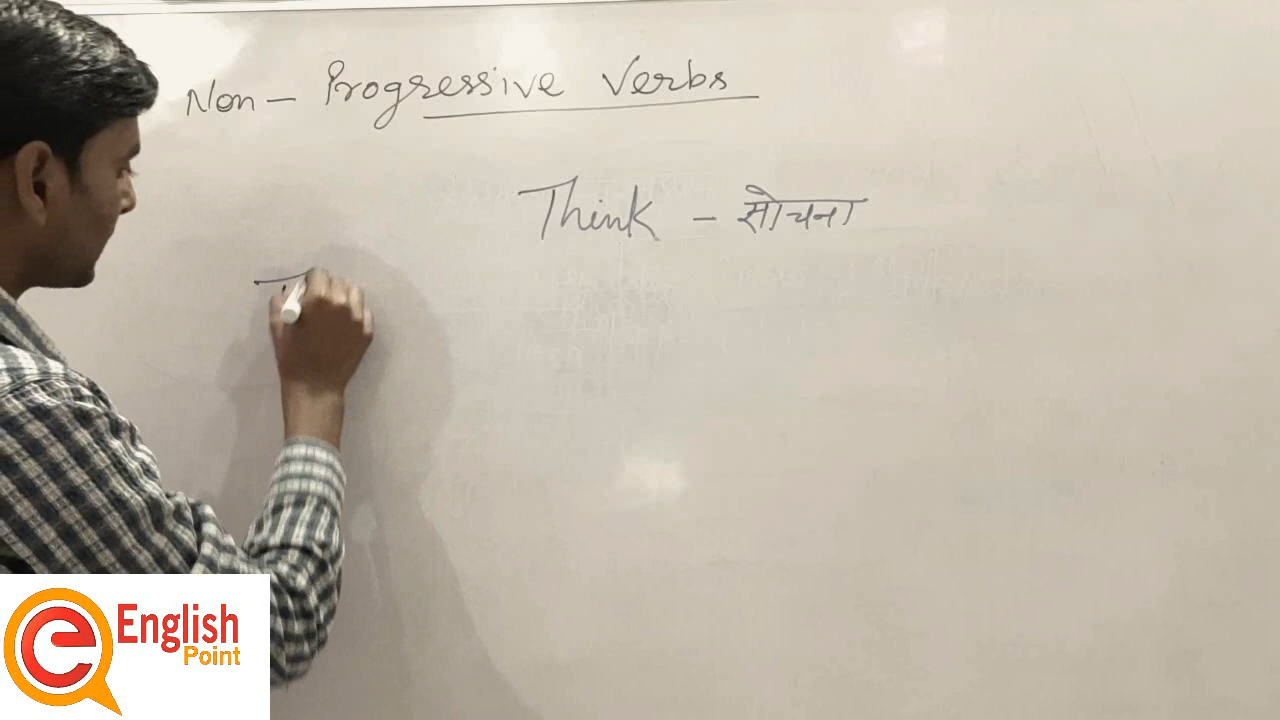 Non- Progressive Verbs
Think - सोचना
English
Point